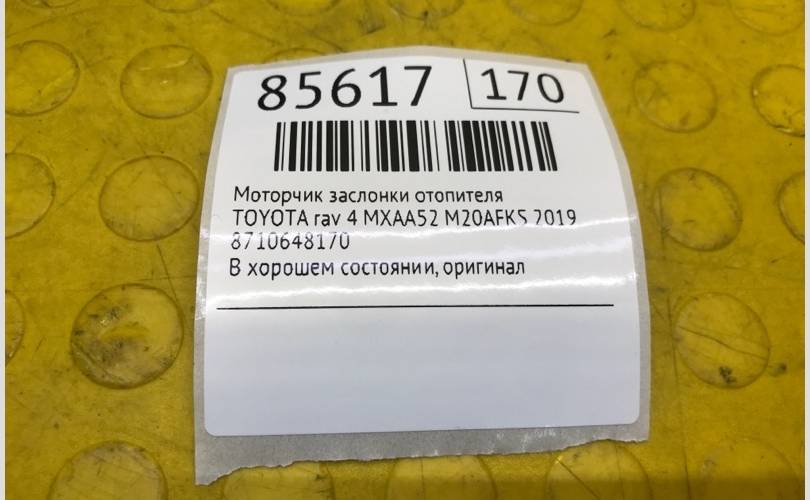 85617 170
Моторчик заслонки отопителя
TOYOTA rav 4 MXAA52 M20AFKS 2019
8710648170
В хорошем состоянии, оригинал